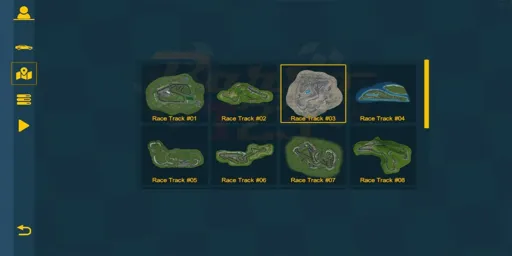 Race Track #01
Race Track #02
Race Track #03
Race Track #04
Race Track #05
Race Track #06
Race Track #07
Race Track #08